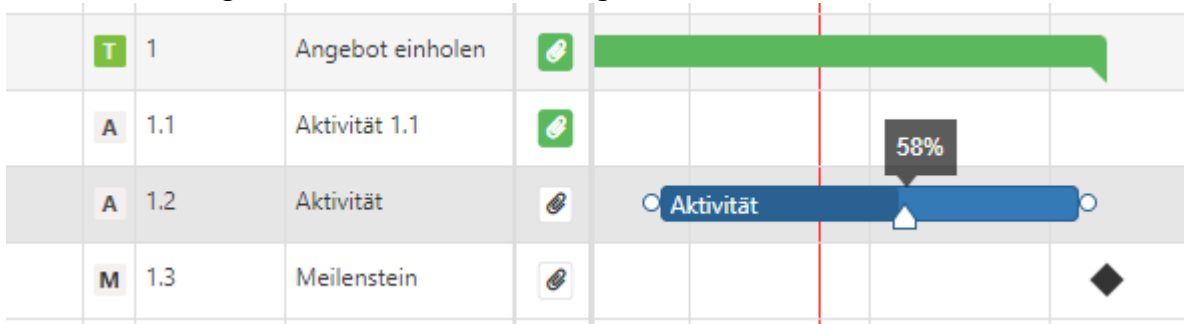 T 1 Angebot einholen
A 1.1 Aktivität 1.1
58%
A 1.2 Aktivität Aktivität
M 1.3 Meilenstein